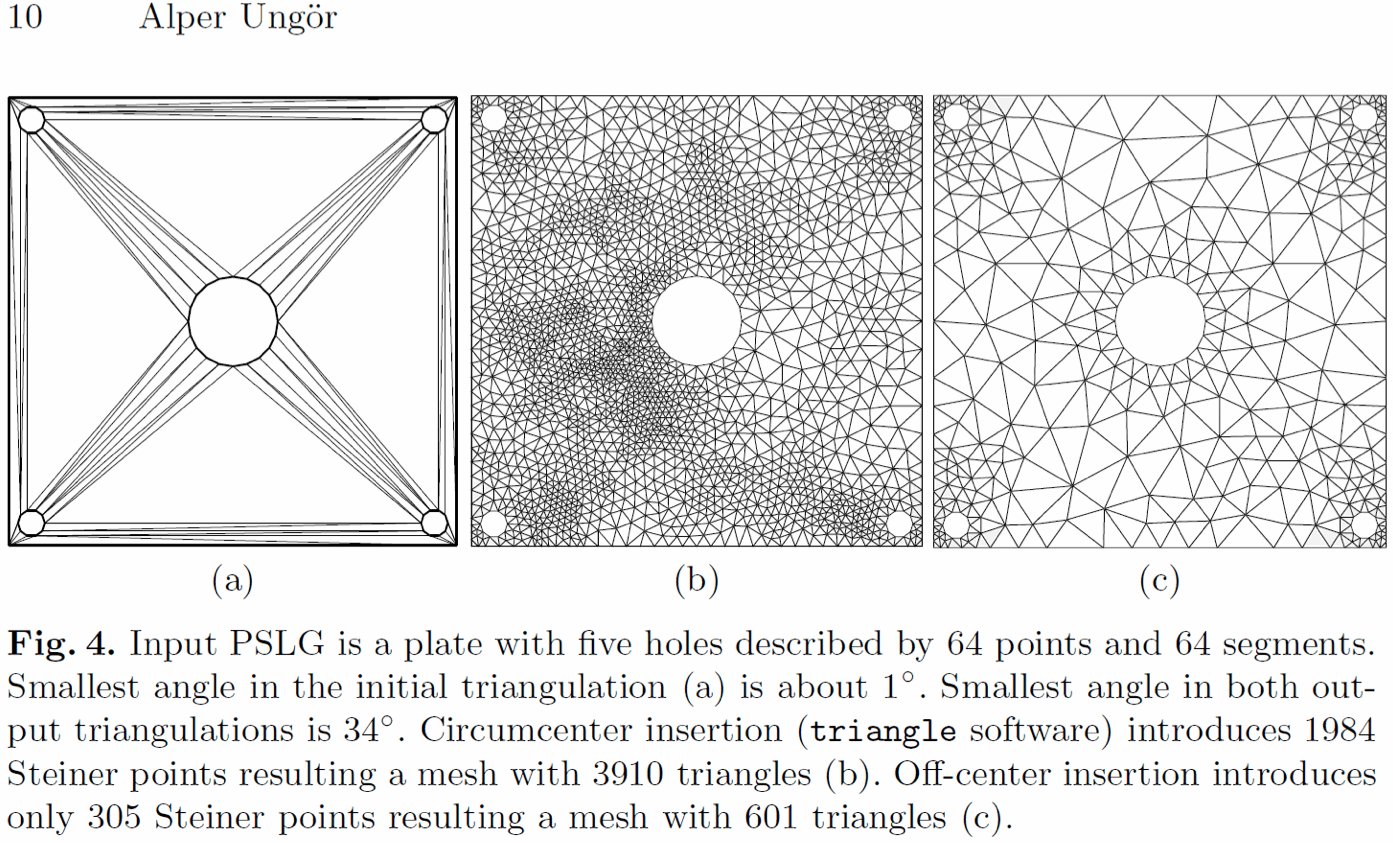 10 Alper Ungör
(a) (b) (c)
Fig. 4. Input PSLG is a plate with five holes described by 64 points and 64 segments.
Smallest angle in the initial triangulation (a) is about 1°. Smallest angle in both out-
put triangulations is 34°. Circumcenter insertion (triangle software) introduces 1984
Steiner points resulting a mesh with 3910 triangles (b). Off-center insertion introduces
only 305 Steiner points resulting a mesh with 601 triangles (c).